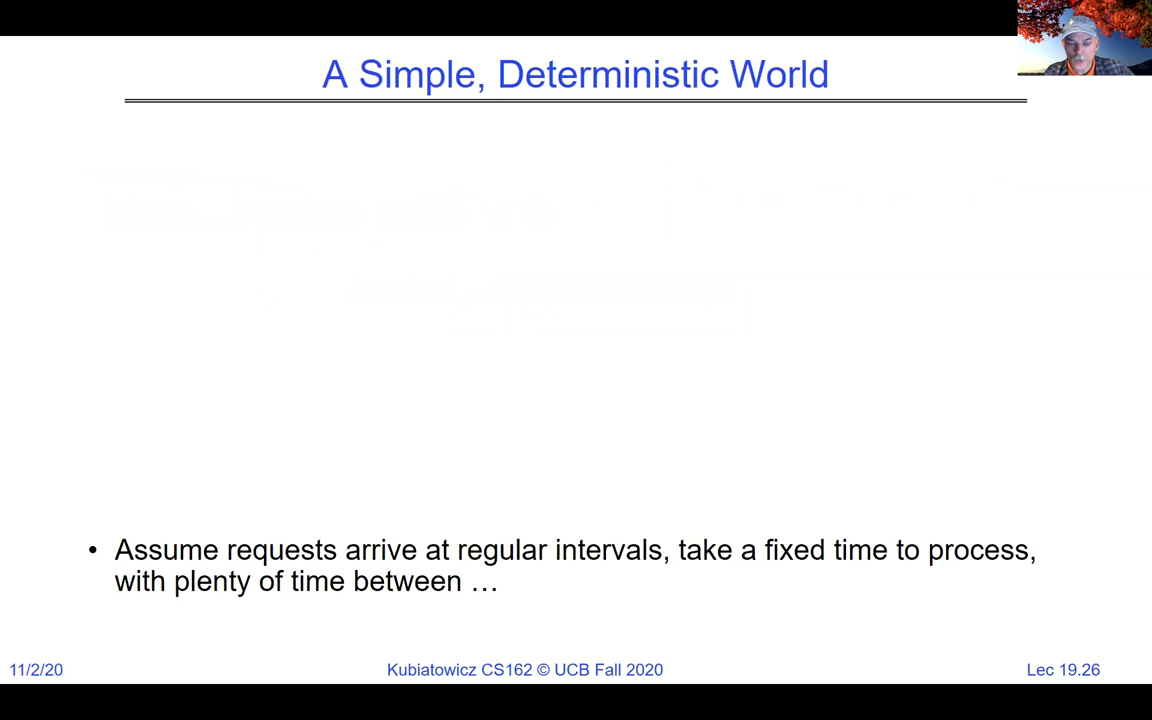 A Simple, Deterministic World
• Assume requests arrive at regular intervals, take a fixed time to process,
with plenty of time between …
11/2/20
Kubiatowicz CS162 © UCB Fall 2020
Lec 19.26